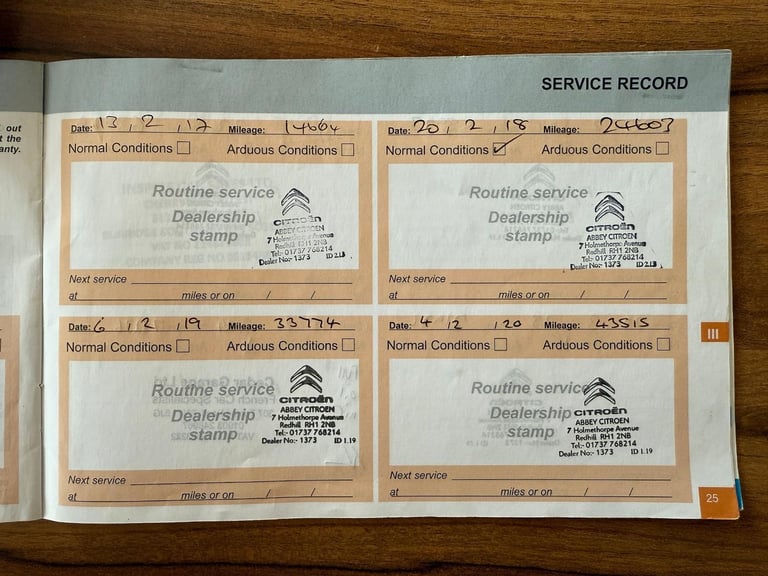 out
t the
anty.
SERVICE RECORD
Date: 13, 2, 17 Mileage: 14664
Normal Conditions Arduous Conditions
Routine service
Dealership
stamp
CITROËN
ABBEY CITROEN
7 Holmethorpe Avenue
Redhill RH1 2NB
Tel:- 01737 768214
Dealer No:- 1373 ID 2.13
Next service
at miles or on / /
Date: 20, 2, 18 Mileage: 24603
Normal Conditions ✓ Arduous Conditions
Routine service
Dealership
stamp
CITROËN
ABBEY CITROEN
7 Holmethorpe Avenue
Redhill RH1 2NB
Tel:- 01737 768214
Dealer No:- 1373 ID 2.13
Next service
at miles or on / /
Date: 6, 2, 19 Mileage: 33774
Normal Conditions Arduous Conditions
Routine service
Dealership
stamp
CITROËN
ABBEY CITROEN
7 Holmethorpe Avenue
Redhill RH1 2NB
Tel:- 01737 768214
Dealer No:- 1373 ID 1.19
Next service
at miles or on / /
Date: 4, 2, 20 Mileage: 43515
Normal Conditions Arduous Conditions
Routine service
Dealership
stamp
CITROËN
ABBEY CITROEN
7 Holmethorpe Avenue
Redhill RH1 2NB
Tel:- 01737 768214
Dealer No:- 1373 ID 1.19
Next service
at miles or on / /
III
25